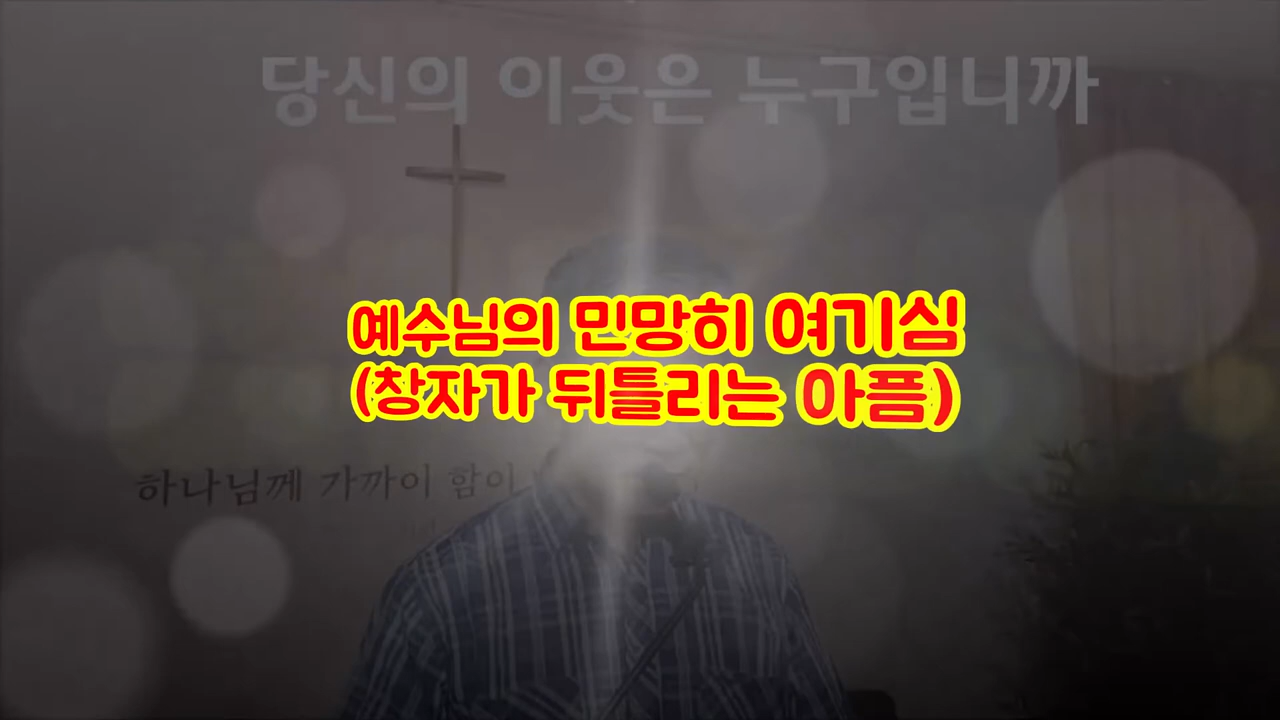 당신의 이웃은 누구입니까
예수님의 민망히 여기심
(창자가 뒤틀리는 아픔)
하나님께 가까이 함이